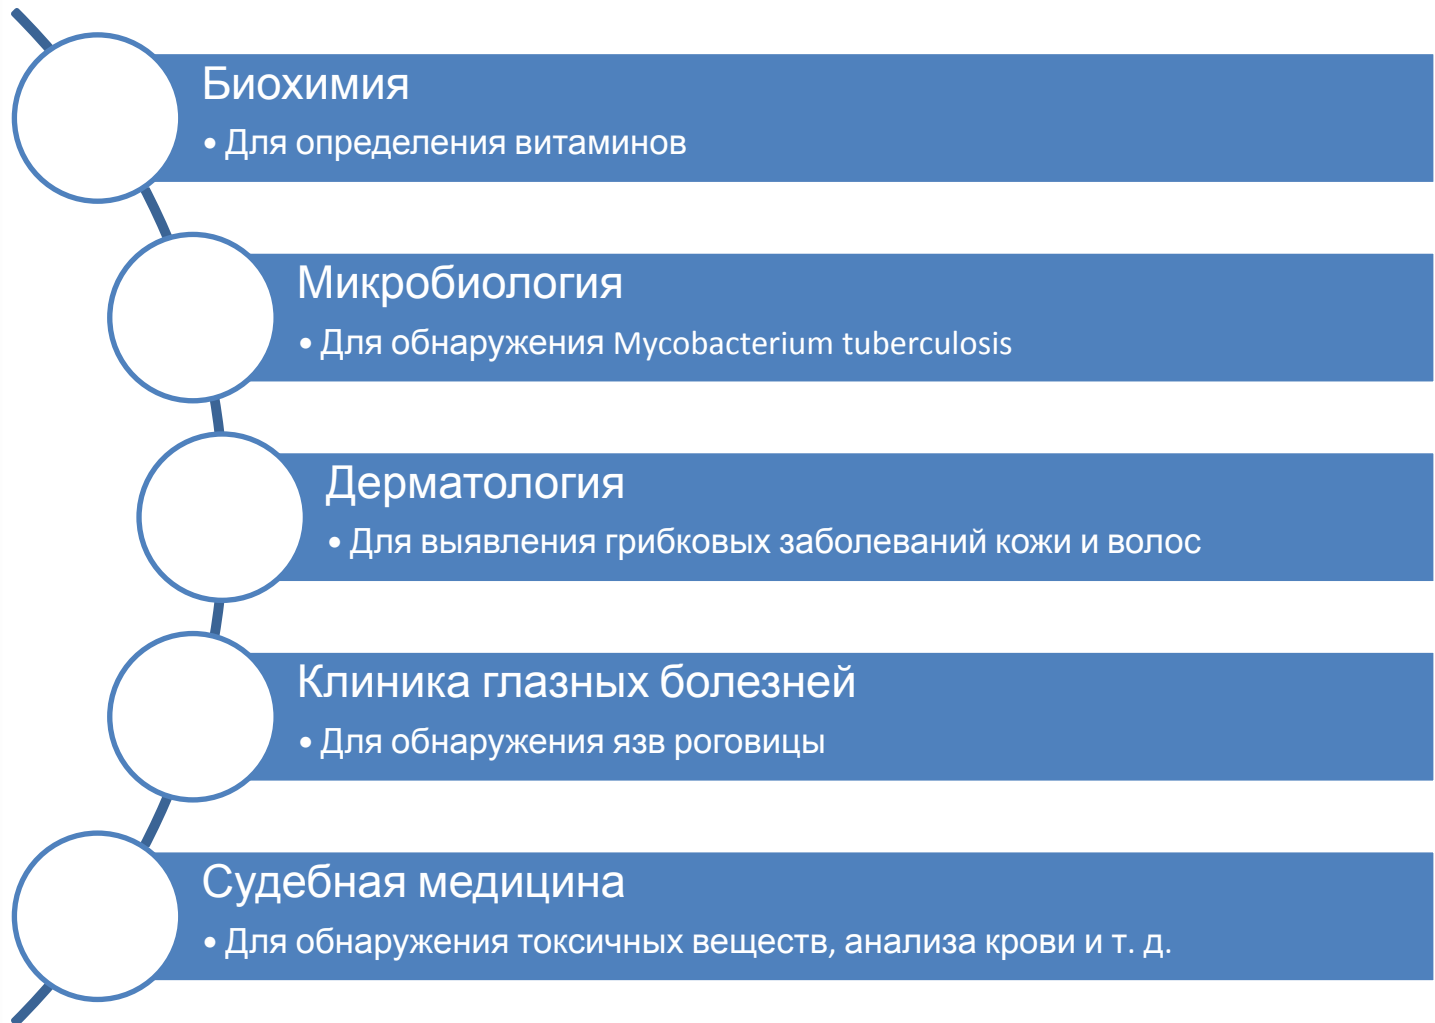 Биохимия
• Для определения витаминов
Микробиология
• Для обнаружения Mycobacterium tuberculosis
Дерматология
• Для выявления грибковых заболеваний кожи и волос
Клиника глазных болезней
• Для обнаружения язв роговицы
Судебная медицина
• Для обнаружения токсичных веществ, анализа крови и т. д.